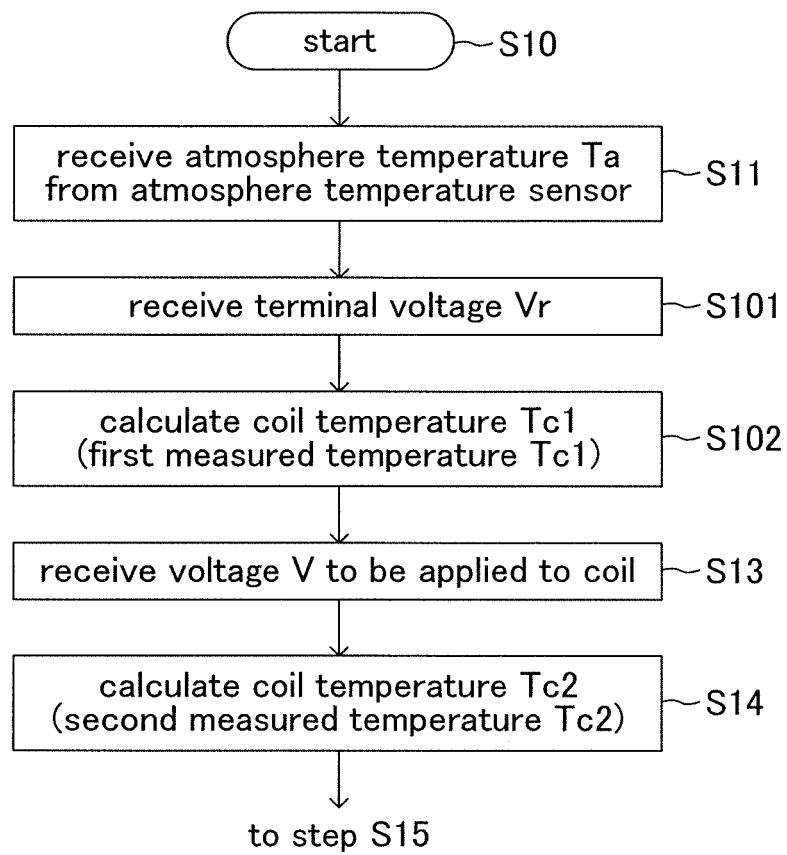 start
S10
receive atmosphere temperature Ta
from atmosphere temperature sensor
S11
receive terminal voltage Vr
S101
calculate coil temperature Tc1
(first measured temperature Tc1)
S102
receive voltage V to be applied to coil
S13
calculate coil temperature Tc2
(second measured temperature Tc2)
S14
to step S15